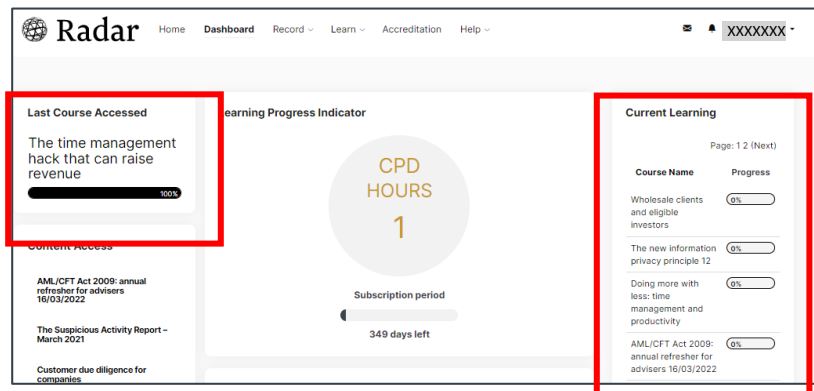 Radar
Home Dashboard Record Learn Accreditation Help
XXXXXXX
Last Course Accessed
The time management
hack that can raise
revenue
100%
Content Access
AML/CFT Act 2009: annual
refresher for advisers
16/03/2022
The Suspicious Activity Report –
March 2021
Customer due diligence for
companies
Learning Progress Indicator
CPD
HOURS
1
Subscription period
349 days left
Current Learning
Page: 1 2 (Next)
Course Name Progress
Wholesale clients 0%
and eligible
investors
The new information 0%
privacy principle 12
Doing more with 0%
less: time
management and
productivity
AML/CFT Act 2009: 0%
annual refresher for
advisers 16/03/2022